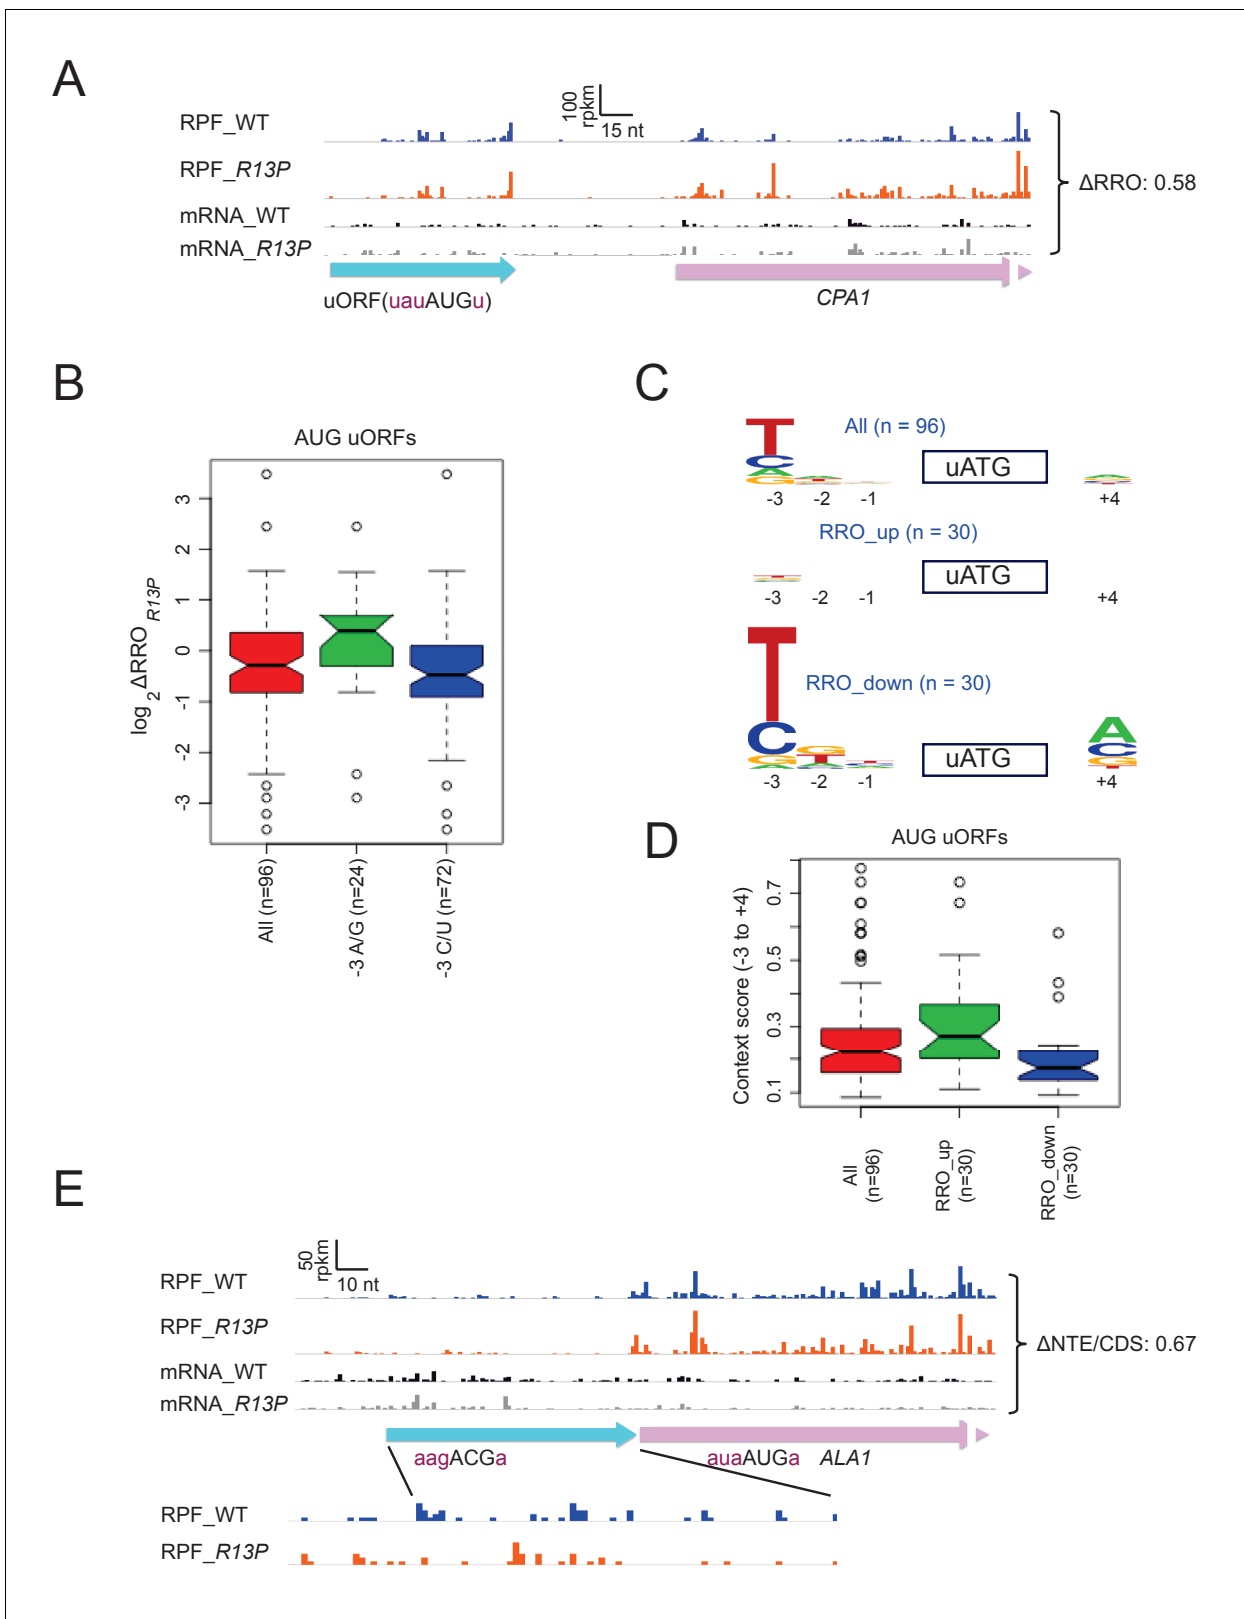 A
100
rpkm
15 nt
RPF_WT
RPF_R13P
mRNA_WT
mRNA_R13P
ΔRRO: 0.58
uORF(uauAUGu)
CPA1
B
AUG uORFs
log2 ΔRRO R13P
3
2
1
0
-1
-2
-3
All (n=96)
-3 A/G (n=24)
-3 C/U (n=72)
C
All (n = 96)
T
C
A
G
uATG
-3 -2 -1 +4
RRO_up (n = 30)
uATG
-3 -2 -1 +4
RRO_down (n = 30)
T
C G A
G T C
A A G
uATG
-3 -2 -1 +4
D
AUG uORFs
Context score (-3 to +4)
0.7
0.5
0.3
0.1
All
(n=96)
RRO_up
(n=30)
RRO_down
(n=30)
E
50
rpkm
10 nt
RPF_WT
RPF_R13P
mRNA_WT
mRNA_R13P
ΔNTE/CDS: 0.67
aagACGa
auaAUGa ALA1
RPF_WT
RPF_R13P